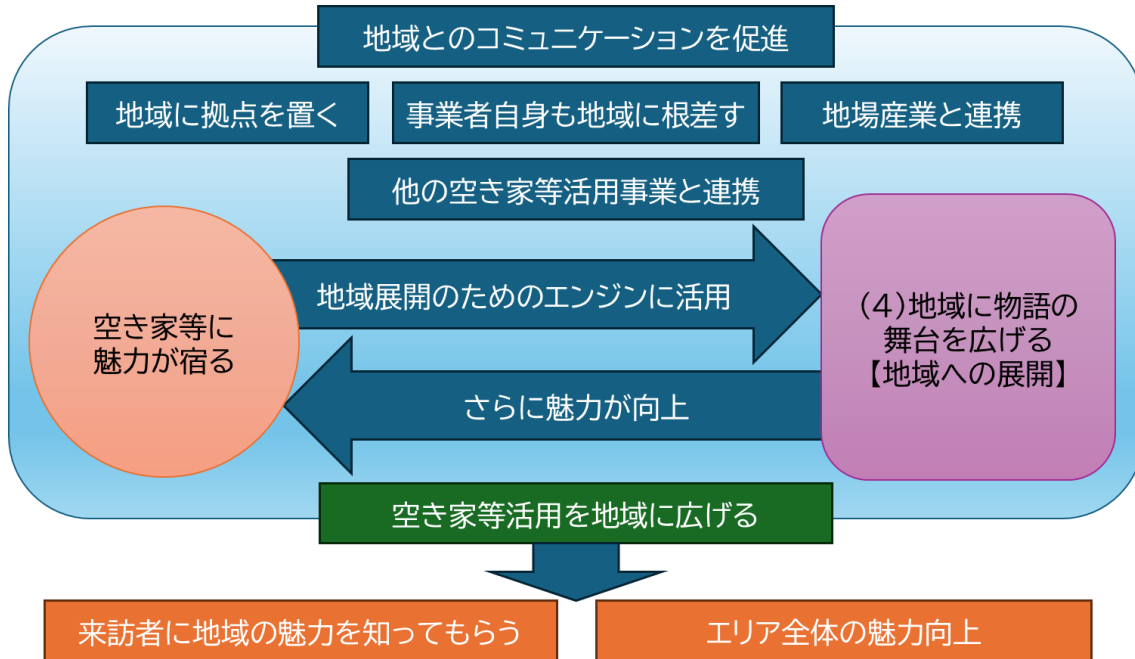 地域とのコミュニケーションを促進
地域に拠点を置く
事業者自身も地域に根差す
地場産業と連携
他の空き家等活用事業と連携
空き家等に
魅力が宿る
地域展開のためのエンジンに活用
さらに魅力が向上
（４）地域に物語の
舞台を広げる
【地域への展開】
空き家等活用を地域に広げる
来訪者に地域の魅力を知ってもらう
エリア全体の魅力向上